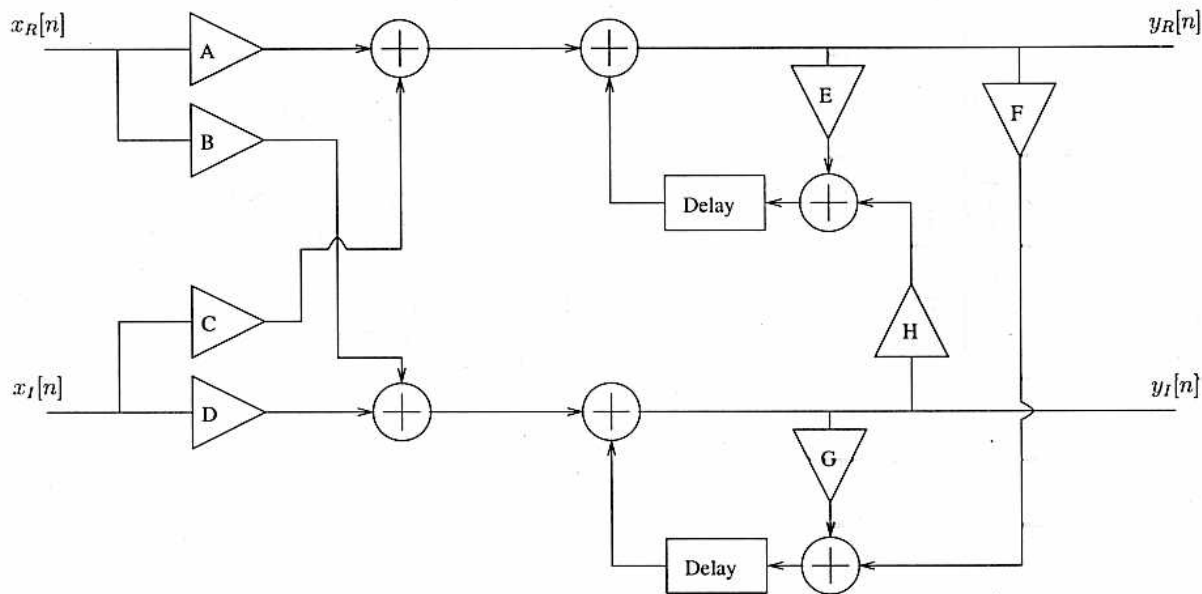 x_R[n]
y_R[n]
A
E
F
B
Delay
C
H
x_I[n]
y_I[n]
D
G
Delay